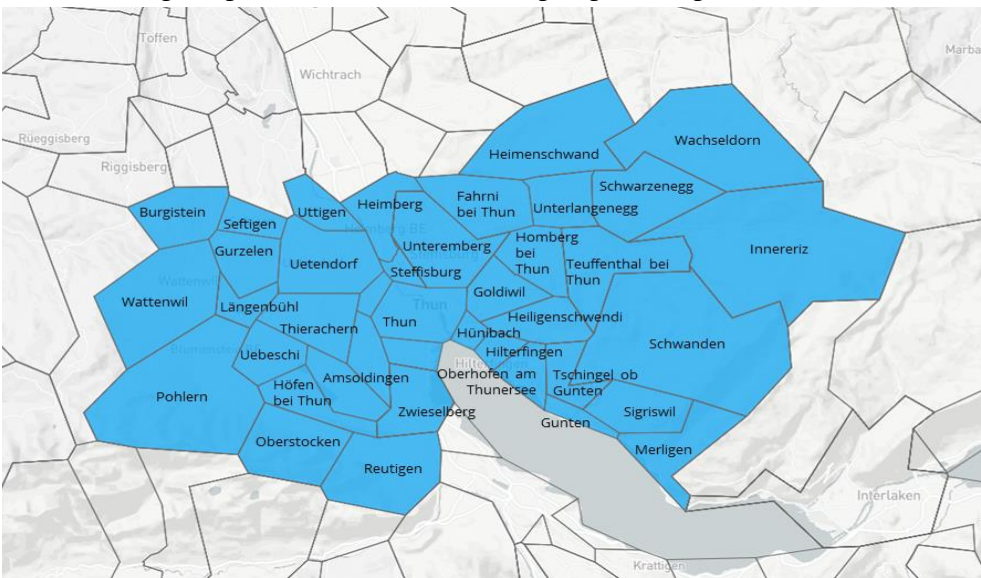 Toffen
Wichtrach
Marba
Rüeggisberg
Riggisberg
Heimenschwand
Wachseldorn
Schwarzenegg
Burgistein
Seftigen
Uttigen
Heimberg
Fahrni
bei Thun
Unterlangenegg
Gurzelen
Uetendorf
Unteremberg
Homberg
bei
Thun
Innereriz
Steffisburg
Teuffenthal bei
Thun
Wattenwil
Wattenwil
Längenbühl
Thierachern
Thun
Thun
Goldiwil
Heiligenschwendi
Hünibach
Schwanden
Uebeschi
Hilterfingen
Höfen
bei Thun
Amsoldingen
Oberhofen am
Thunersee
Tschingel ob
Gunten
Pohlern
Zwieselberg
Sigriswil
Gunten
Oberstocken
Reutigen
Merligen
Interlaken
Krattigen